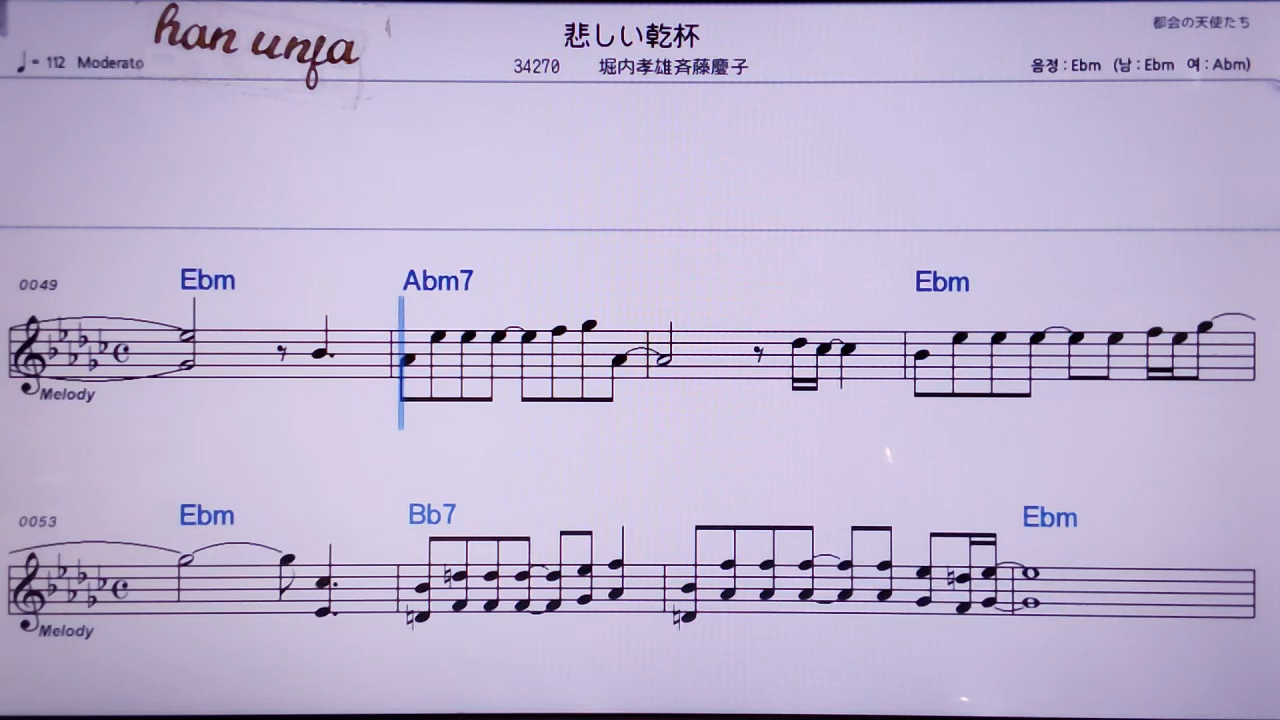 han unfa
悲しい乾杯
都会の天使たち
♩= 112 Moderato
34270 堀内孝雄斉藤慶子
음정 : Ebm (남 : Ebm 여 : Abm)
Ebm Abm7 Ebm
0049
Melody
Ebm Bb7 Ebm
0053
Melody